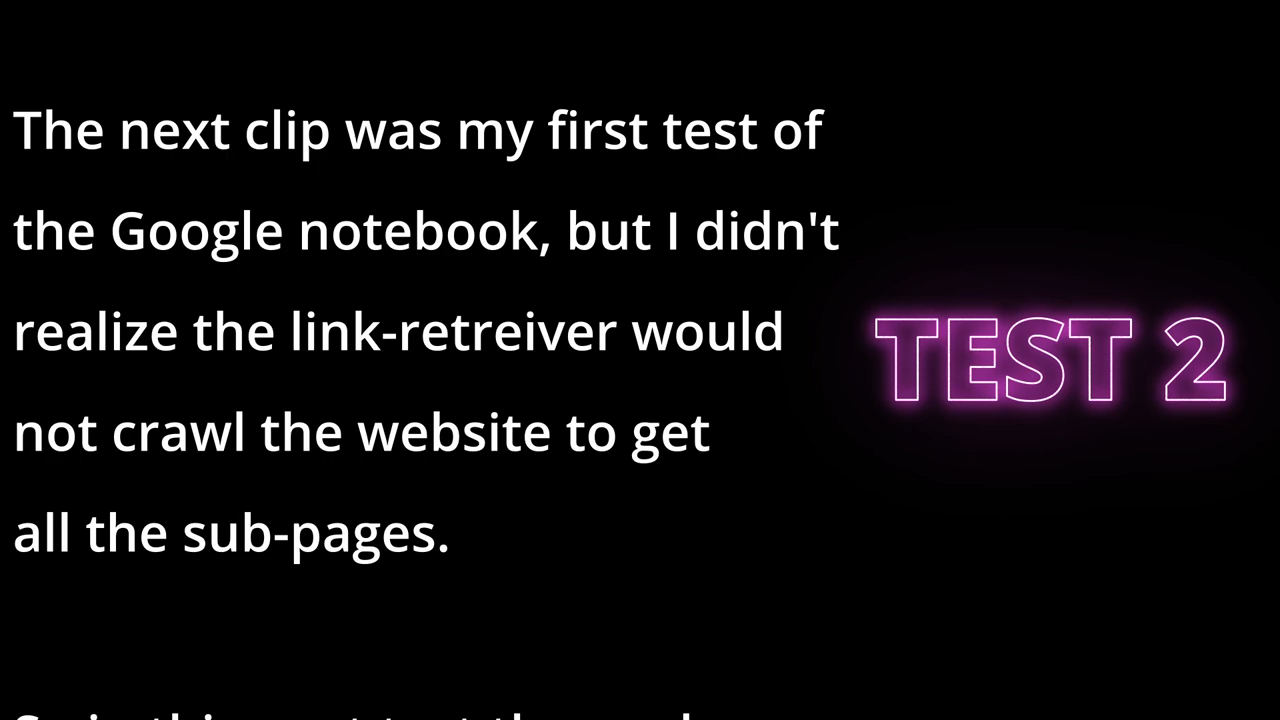 The next clip was my first test of
the Google notebook, but I didn't
realize the link-retreiver would
not crawl the website to get
all the sub-pages.
TEST 2